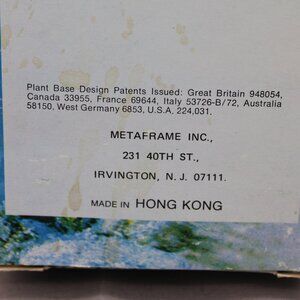 Plant Base Design Patents Issued: Great Britain 948054,
Canada 33955, France 69644, Italy 53726-B/72, Australia
58150, West Germany 6853, U.S.A. 224,031.
METAFRAME INC.,
231 40TH ST.,
IRVINGTON, N. J. 07111.
MADE IN HONG KONG